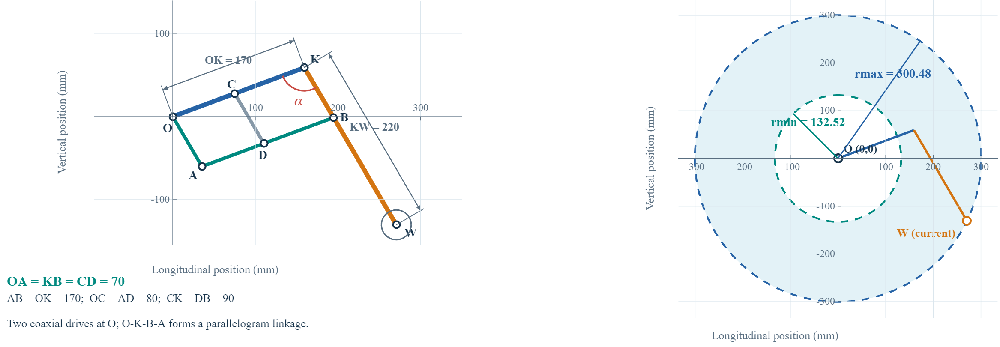 100
OK = 170
K
C
α
100
200
300
O
B
KW = 220
D
A
-100
W
Vertical position (mm)
Longitudinal position (mm)
OA = KB = CD = 70
AB = OK = 170; OC = AD = 80; CK = DB = 90
Two coaxial drives at O; O-K-B-A forms a parallelogram linkage.
300
200
rmax = 300.48
100
rmin = 132.52
O (0,0)
-300
-200
-100
100
200
300
-100
W (current)
-200
-300
Vertical position (mm)
Longitudinal position (mm)